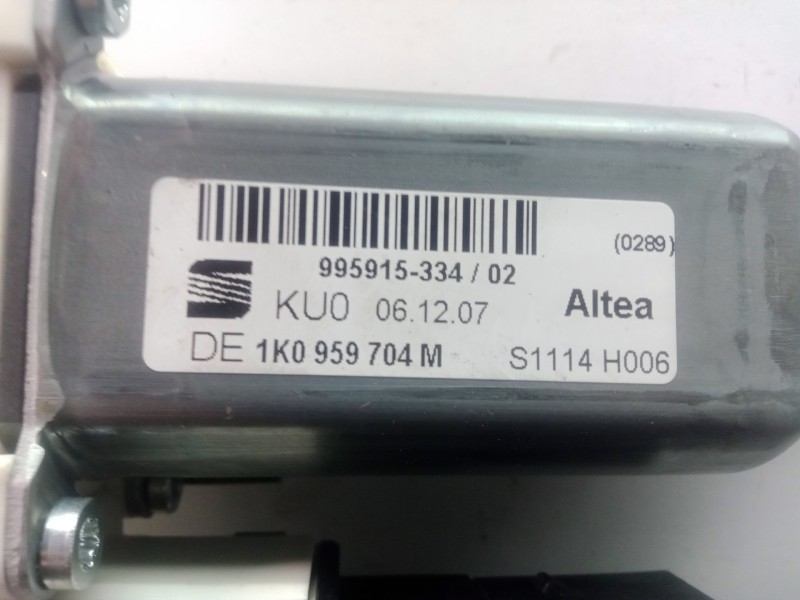 (0289)
995915-334 / 02
KU0 06.12.07 Altea
DE 1K0 959 704 M S1114 H006